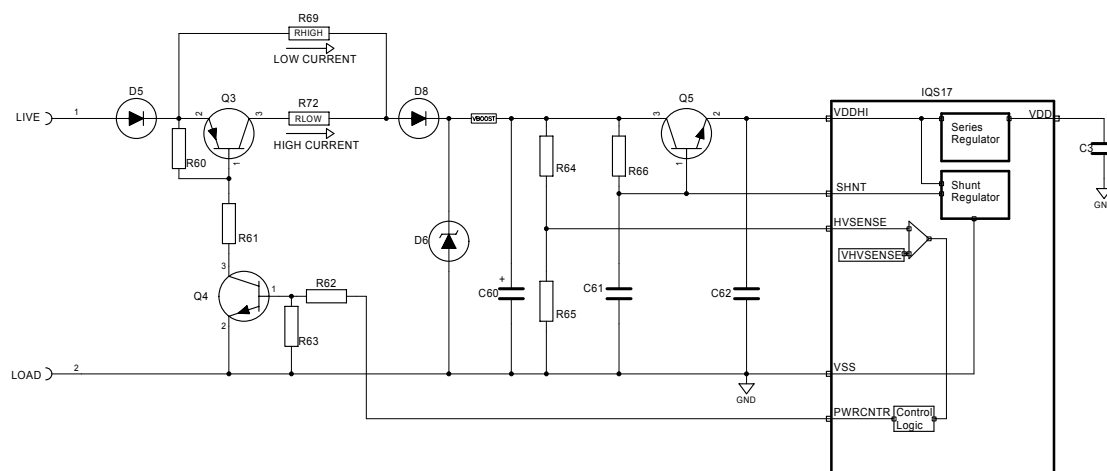 R69
RHIGH
LOW CURRENT
IQS17
D5
Q3
R72
D8
Q5
LIVE
1
2
3
RLOW
VBOOST
3
2
VDDHI
Series
Regulator
VDD
HIGH CURRENT
R60
1
R64
R66
1
C3
SHNT
Shunt
Regulator
GND
HVSENSE
R61
D6
VHVSENSE
3
Q4
1
R62
+
C60
C61
C62
2
R63
R65
LOAD
2
VSS
GND
PWRCNTR
Control
Logic